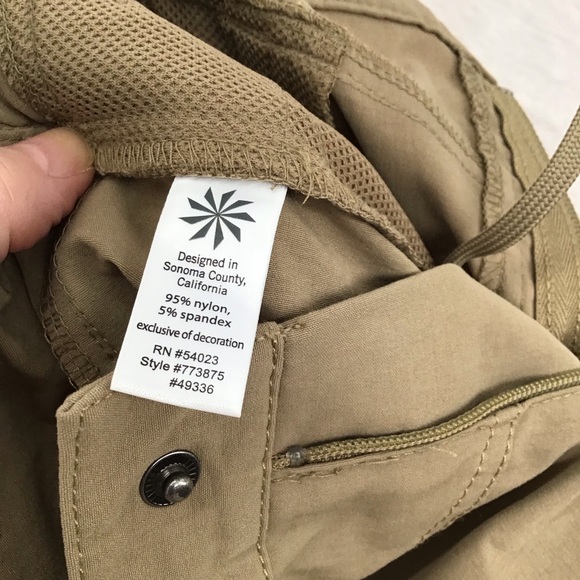 Designed in
Sonoma County,
California
95% nylon,
5% spandex
exclusive of decoration
RN #54023
Style #773875
#49336